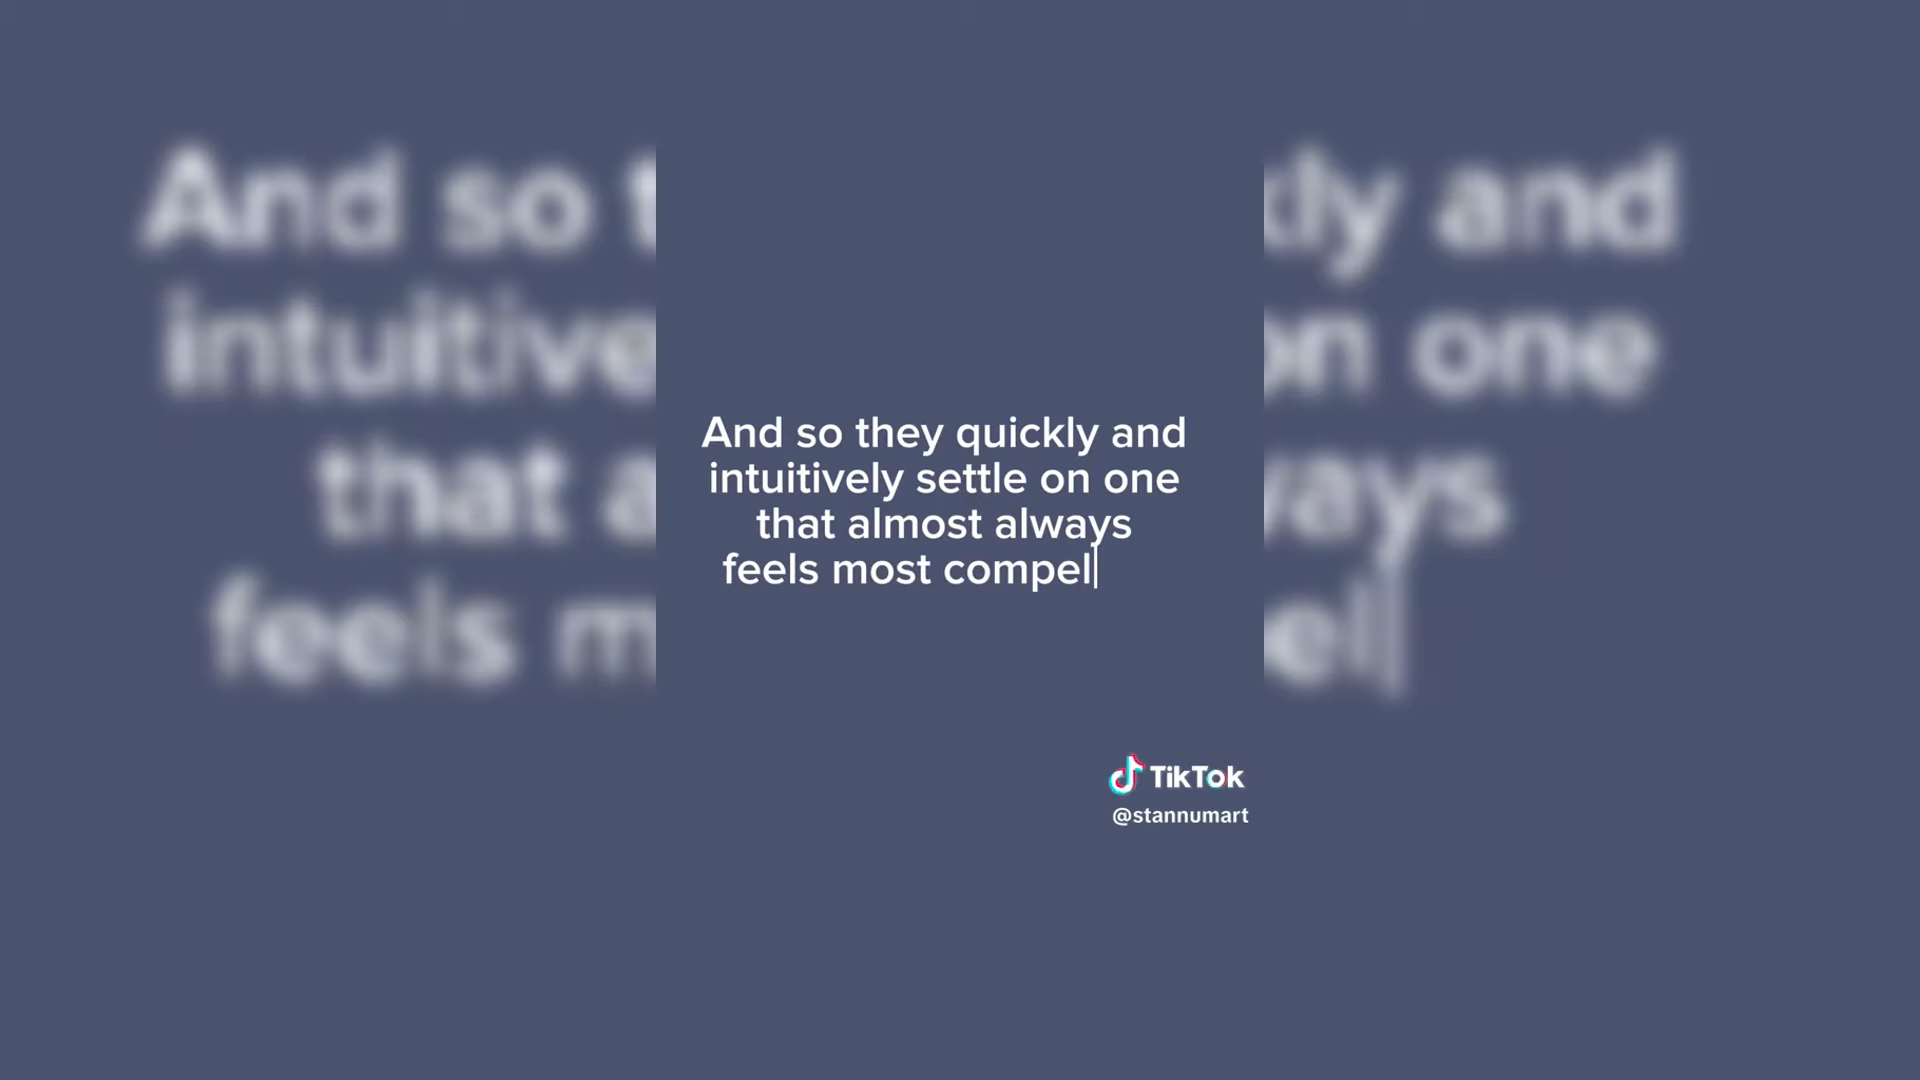 And so they quickly and
intuitively settle on one
that almost always
feels most compel
TikTok
@stannumart